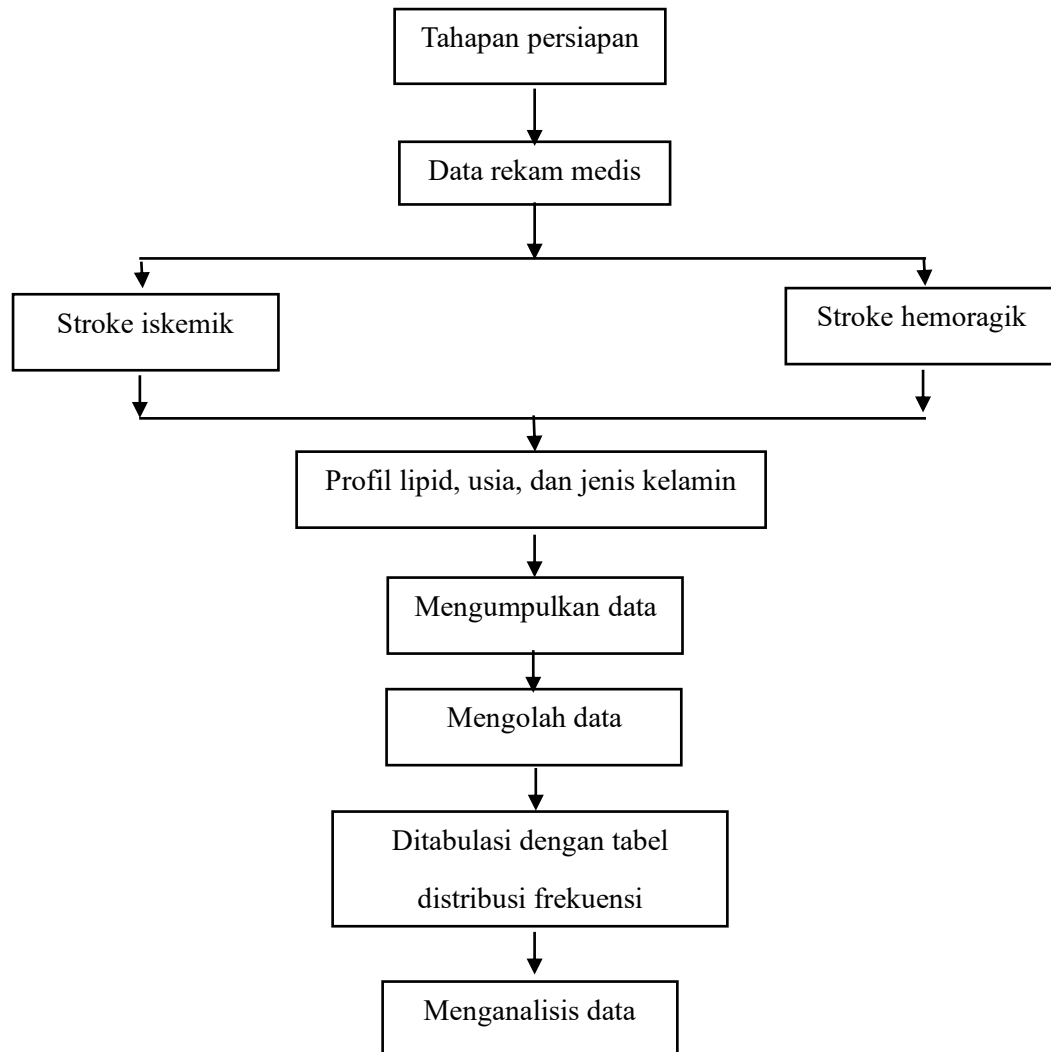 Tahapan persiapan
Data rekam medis
Stroke iskemik
Stroke hemoragik
Profil lipid, usia, dan jenis kelamin
Mengumpulkan data
Mengolah data
Ditabulasi dengan tabel
distribusi frekuensi
Menganalisis data